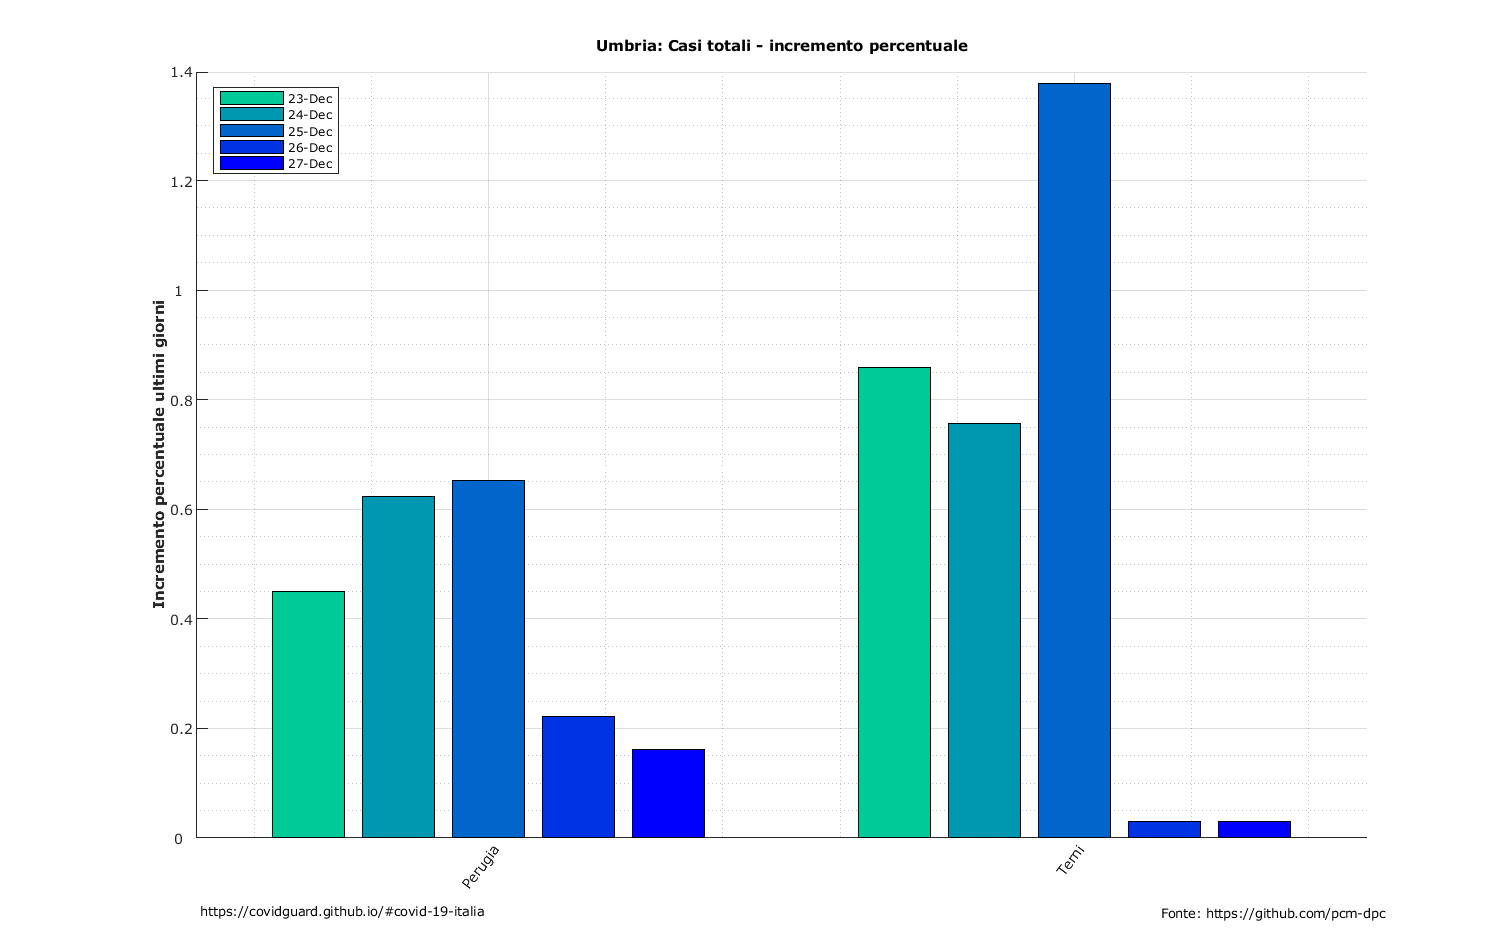 Umbria: Casi totali - incremento percentuale
1.4
1.2
1
0.8
0.6
0.4
0.2
0
Incremento percentuale ultimi giorni
23-Dec
24-Dec
25-Dec
26-Dec
27-Dec
Perugia
Terni
https://covidguard.github.io/#covid-19-italia
Fonte: https://github.com/pcm-dpc